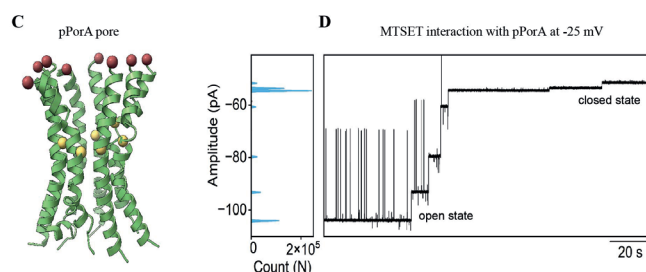 C
pPorA pore
D
MTSET interaction with pPorA at -25 mV
Amplitude (pA)
−60
−80
−100
0
2×10⁵
Count (N)
closed state
open state
20 s